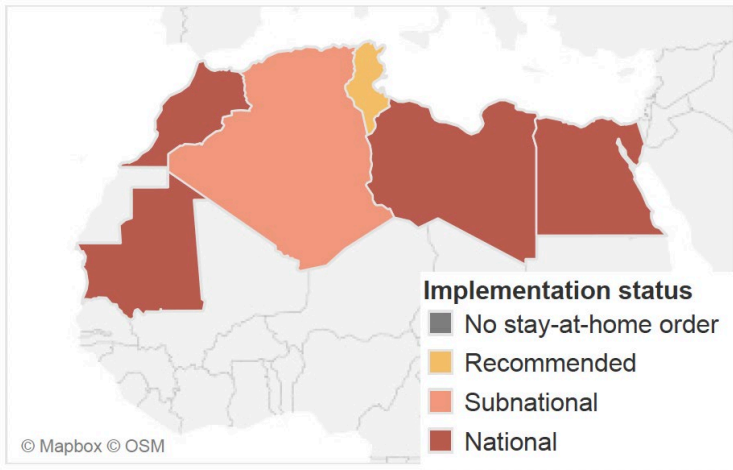 Implementation status
No stay-at-home order
Recommended
Subnational
National
© Mapbox © OSM